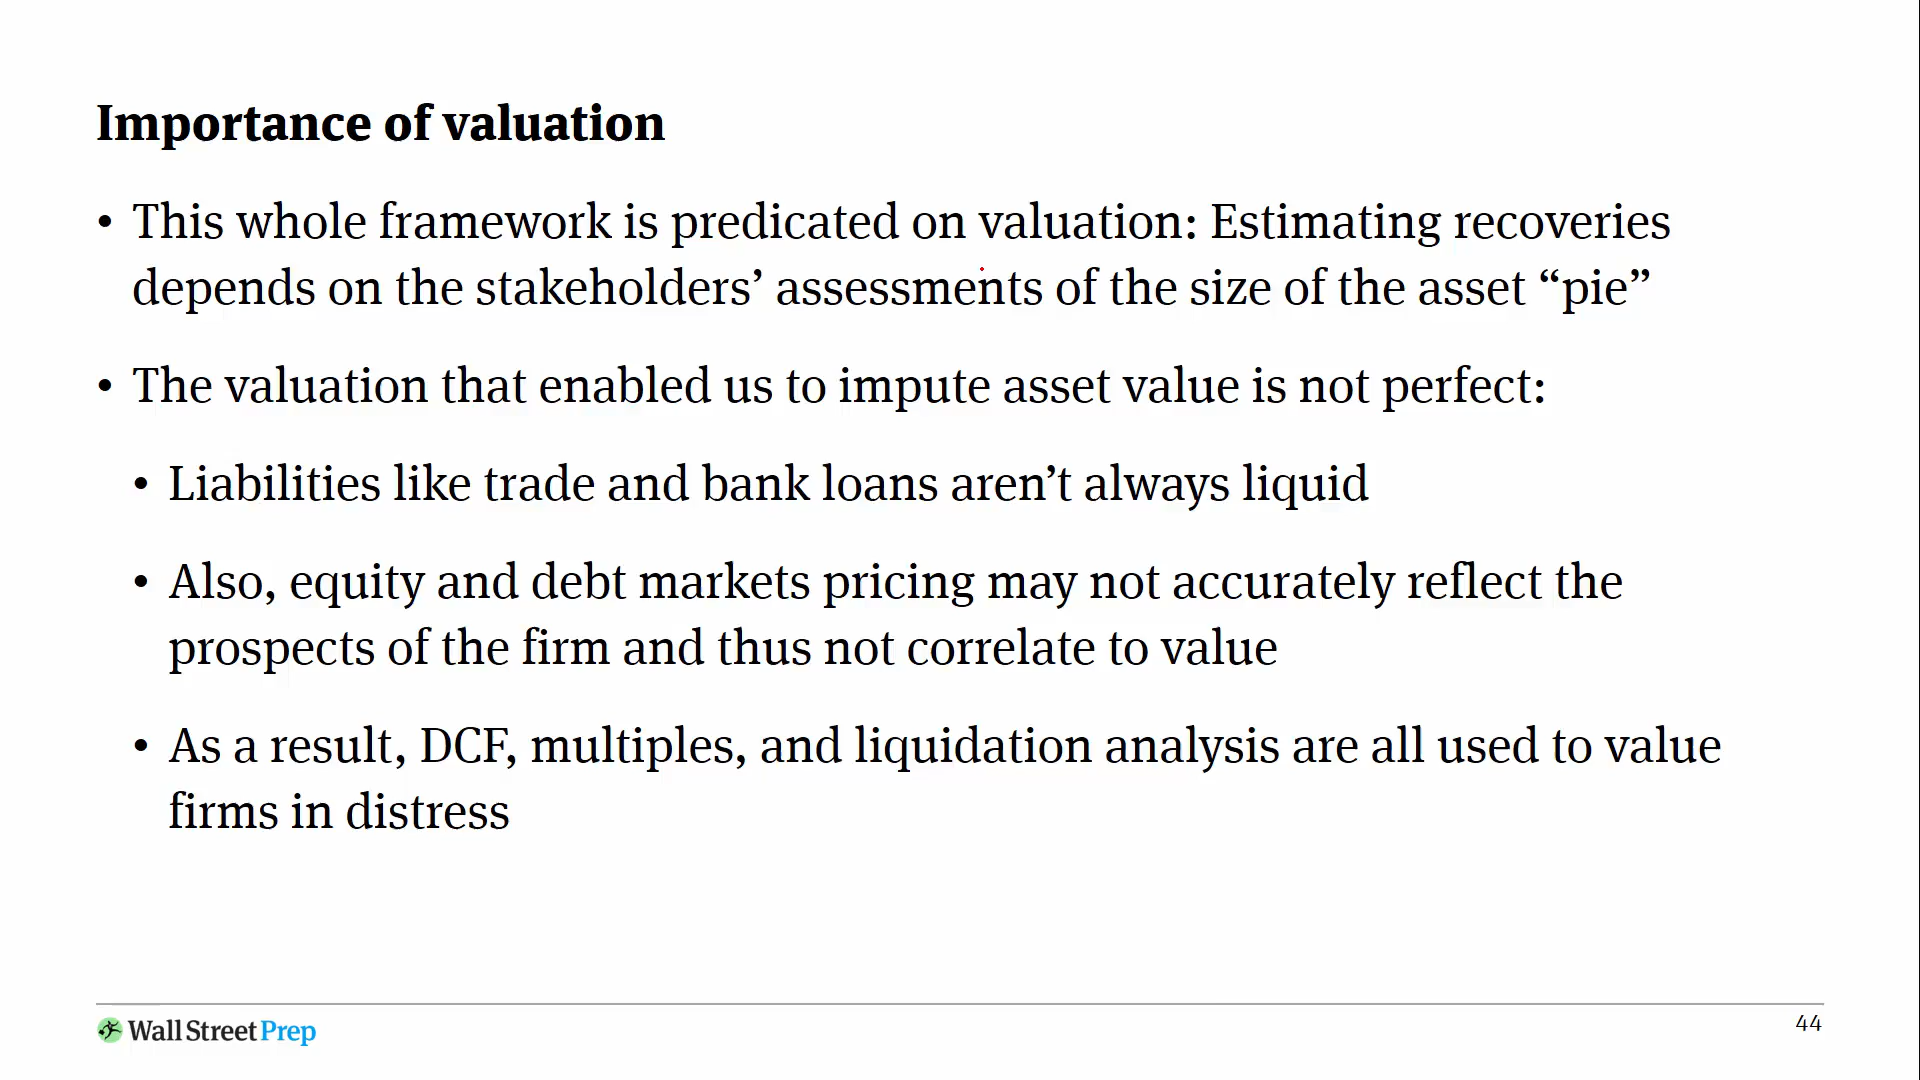 Importance of valuation
• This whole framework is predicated on valuation: Estimating recoveries
depends on the stakeholders’ assessments of the size of the asset “pie”
• The valuation that enabled us to impute asset value is not perfect:
• Liabilities like trade and bank loans aren’t always liquid
• Also, equity and debt markets pricing may not accurately reflect the
prospects of the firm and thus not correlate to value
• As a result, DCF, multiples, and liquidation analysis are all used to value
firms in distress
Wall Street Prep
44